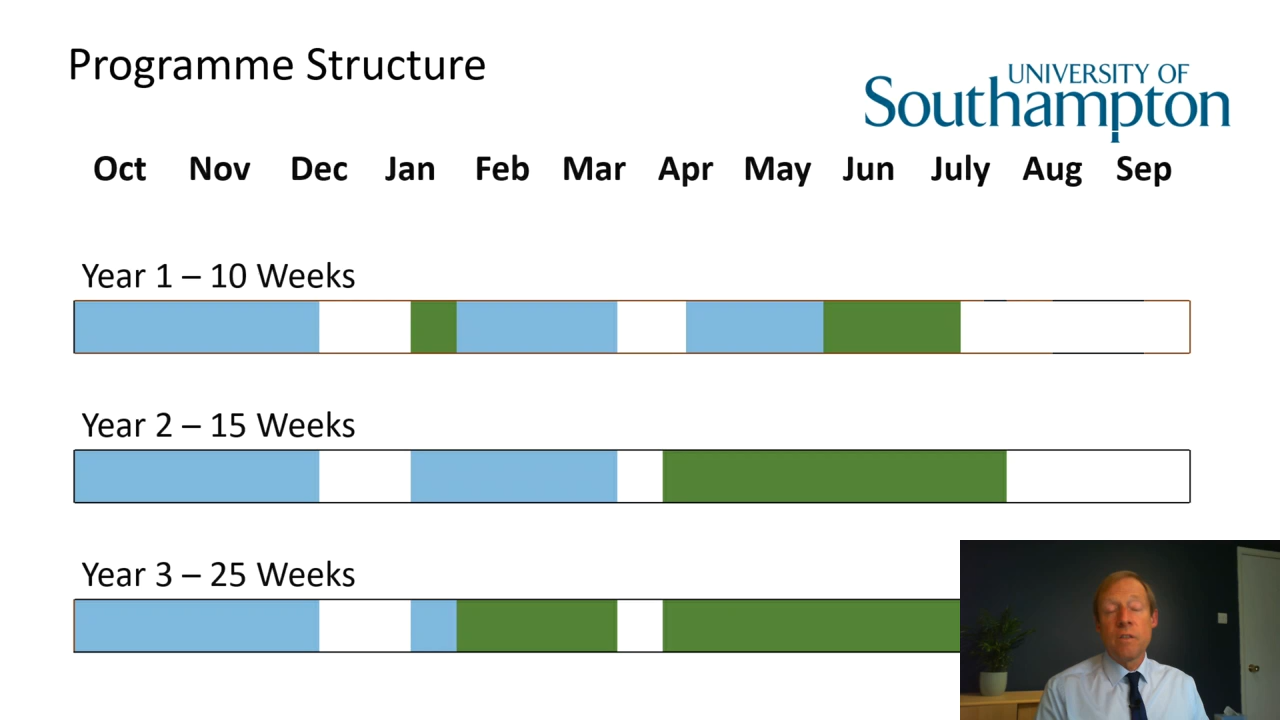 Programme Structure
UNIVERSITY OF
Southampton
Oct Nov Dec Jan Feb Mar Apr May Jun July Aug Sep
Year 1 – 10 Weeks
Year 2 – 15 Weeks
Year 3 – 25 Weeks